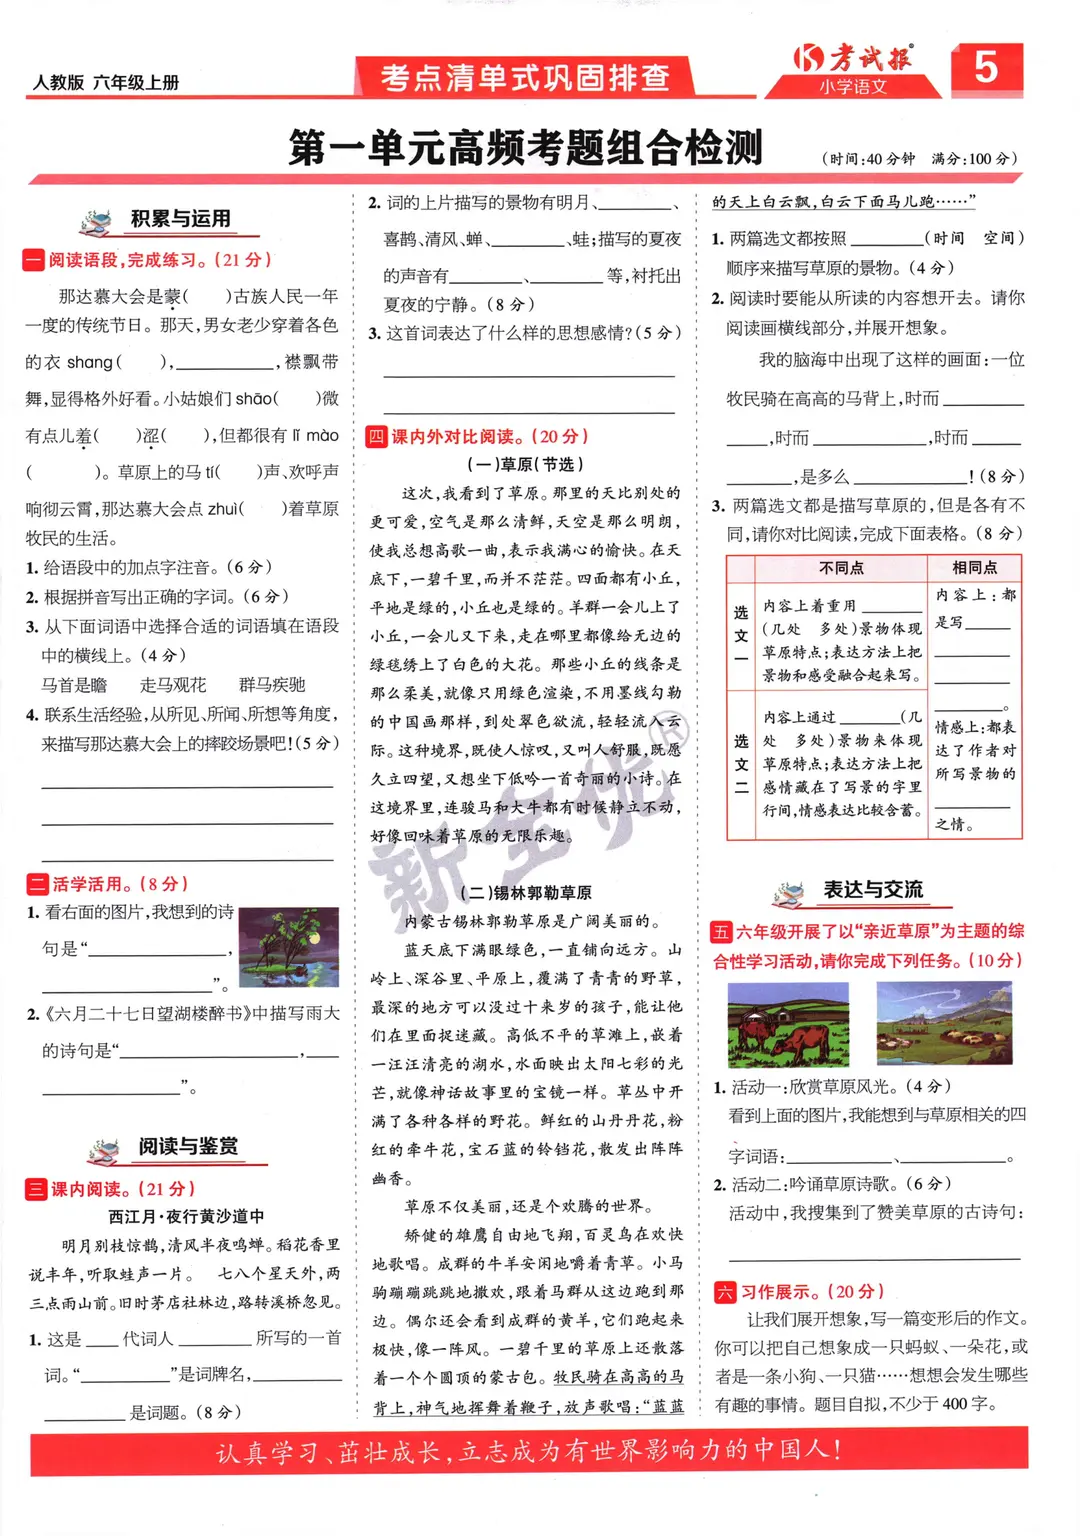 人教版 六年级上册
考点清单式巩固排查
考试报
小学语文
5
第一单元高频考题组合检测
(时间:40分钟 满分:100分)
积累与运用
一 阅读语段,完成练习。(21分)
那达慕大会是蒙( )古族人民一年
一度的传统节日。那天,男女老少穿着各色
的衣 shang( ),________,襟飘带
舞,显得格外好看。小姑娘们 shāo( )微
有点儿羞( )涩( ),但都很有 lǐ mào
( )。草原上的马 tí( )声、欢呼声
响彻云霄,那达慕大会点 zhuì( )着草原
牧民的生活。
1. 给语段中的加点字注音。(6分)
2. 根据拼音写出正确的字词。(6分)
3. 从下面词语中选择合适的词语填在语段
中的横线上。(4分)
马首是瞻 走马观花 群马疾驰
4. 联系生活经验,从所见、所闻、所想等角度,
来描写那达慕大会上的摔跤场景吧!(5分)
二 活学活用。(8分)
1. 看右面的图片,我想到的诗
句是“________,
________”。
2.《六月二十七日望湖楼醉书》中描写雨大
的诗句是“________,____
________”。
阅读与鉴赏
三 课内阅读。(21分)
西江月·夜行黄沙道中
明月别枝惊鹊,清风半夜鸣蝉。稻花香里
说丰年,听取蛙声一片。 七八个星天外,两
三点雨山前。旧时茅店社林边,路转溪桥忽见。
1. 这是____代词人________所写的一首
词。“________”是词牌名,________
________是词题。(8分)
2. 词的上片描写的景物有明月、________、
喜鹊、清风、蝉、________、蛙;描写的夏夜
的声音有________、________等,衬托出
夏夜的宁静。(8分)
3. 这首词表达了什么样的思想感情?(5分)
四 课内外对比阅读。(20分)
(一)草原(节选)
这次,我看到了草原。那里的天比别处的
更可爱,空气是那么清鲜,天空是那么明朗,
使我总想高歌一曲,表示我满心的愉快。在天
底下,一碧千里,而并不茫茫。四面都有小丘,
平地是绿的,小丘也是绿的。羊群一会儿上了
小丘,一会儿又下来,走在哪里都像给无边的
绿毯绣上了白色的大花。那些小丘的线条是
那么柔美,就像只用绿色渲染,不用墨线勾勒
的中国画那样,到处翠色欲流,轻轻流入云
际。这种境界,既使人惊叹,又叫人舒服,既愿
久立四望,又想坐下低吟一首奇丽的小诗。在
这境界里,连骏马和大牛都有时候静立不动,
好像回味着草原的无限乐趣。
新全优®
(二)锡林郭勒草原
内蒙古锡林郭勒草原是广阔美丽的。
蓝天底下满眼绿色,一直铺向远方。山
岭上、深谷里、平原上,覆满了青青的野草,
最深的地方可以没过十来岁的孩子,能让他
们在里面捉迷藏。高低不平的草滩上,嵌着
一汪汪清亮的湖水,水面映出太阳七彩的光
芒,就像神话故事里的宝镜一样。草丛中开
满了各种各样的野花。鲜红的山丹丹花,粉
红的牵牛花,宝石蓝的铃铛花,散发出阵阵
幽香。
草原不仅美丽,还是个欢腾的世界。
矫健的雄鹰自由地飞翔,百灵鸟在欢快
地歌唱。成群的牛羊安闲地嚼着青草。小马
驹蹦蹦跳跳地撒欢,跟着马群从这边跑到那
边。偶尔还会看到成群的黄羊,它们跑起来
极快,像一阵风。一碧千里的草原上还散落
着一个个圆顶的蒙古包。牧民骑在高高的马
背上,神气地挥舞着鞭子,放声歌唱:“蓝蓝
的天上白云飘,白云下面马儿跑……”
1. 两篇选文都按照________(时间 空间)
顺序来描写草原的景物。(4分)
2. 阅读时要能从所读的内容想开去。请你
阅读画横线部分,并展开想象。
我的脑海中出现了这样的画面:一位
牧民骑在高高的马背上,时而________
____,时而________,时而____
________,是多么________!(8分)
3. 两篇选文都是描写草原的,但是各有不
同,请你对比阅读,完成下面表格。(8分)
不同点 相同点
选文一
内容上着重用________
(几处 多处)景物体现
草原特点;表达方法上把
景物和感受融合起来写。
选文二
内容上通过________(几
处 多处)景物来体现
草原特点;表达方法上把
感情藏在了写景的字里
行间,情感表达比较含蓄。
内容上:都
是写____
________
________
________。
情感上:都表
达了作者对
所写景物的
________
之情。
表达与交流
五 六年级开展了以“亲近草原”为主题的综
合性学习活动,请你完成下列任务。(10分)
1. 活动一:欣赏草原风光。(4分)
看到上面的图片,我能想到与草原相关的四
字词语:________、________。
2. 活动二:吟诵草原诗歌。(6分)
活动中,我搜集到了赞美草原的古诗句:
六 习作展示。(20分)
让我们展开想象,写一篇变形后的作文。
你可以把自己想象成一只蚂蚁、一朵花,或
者是一条小狗、一只猫……想想会发生哪些
有趣的事情。题目自拟,不少于400字。
认真学习、茁壮成长,立志成为有世界影响力的中国人!